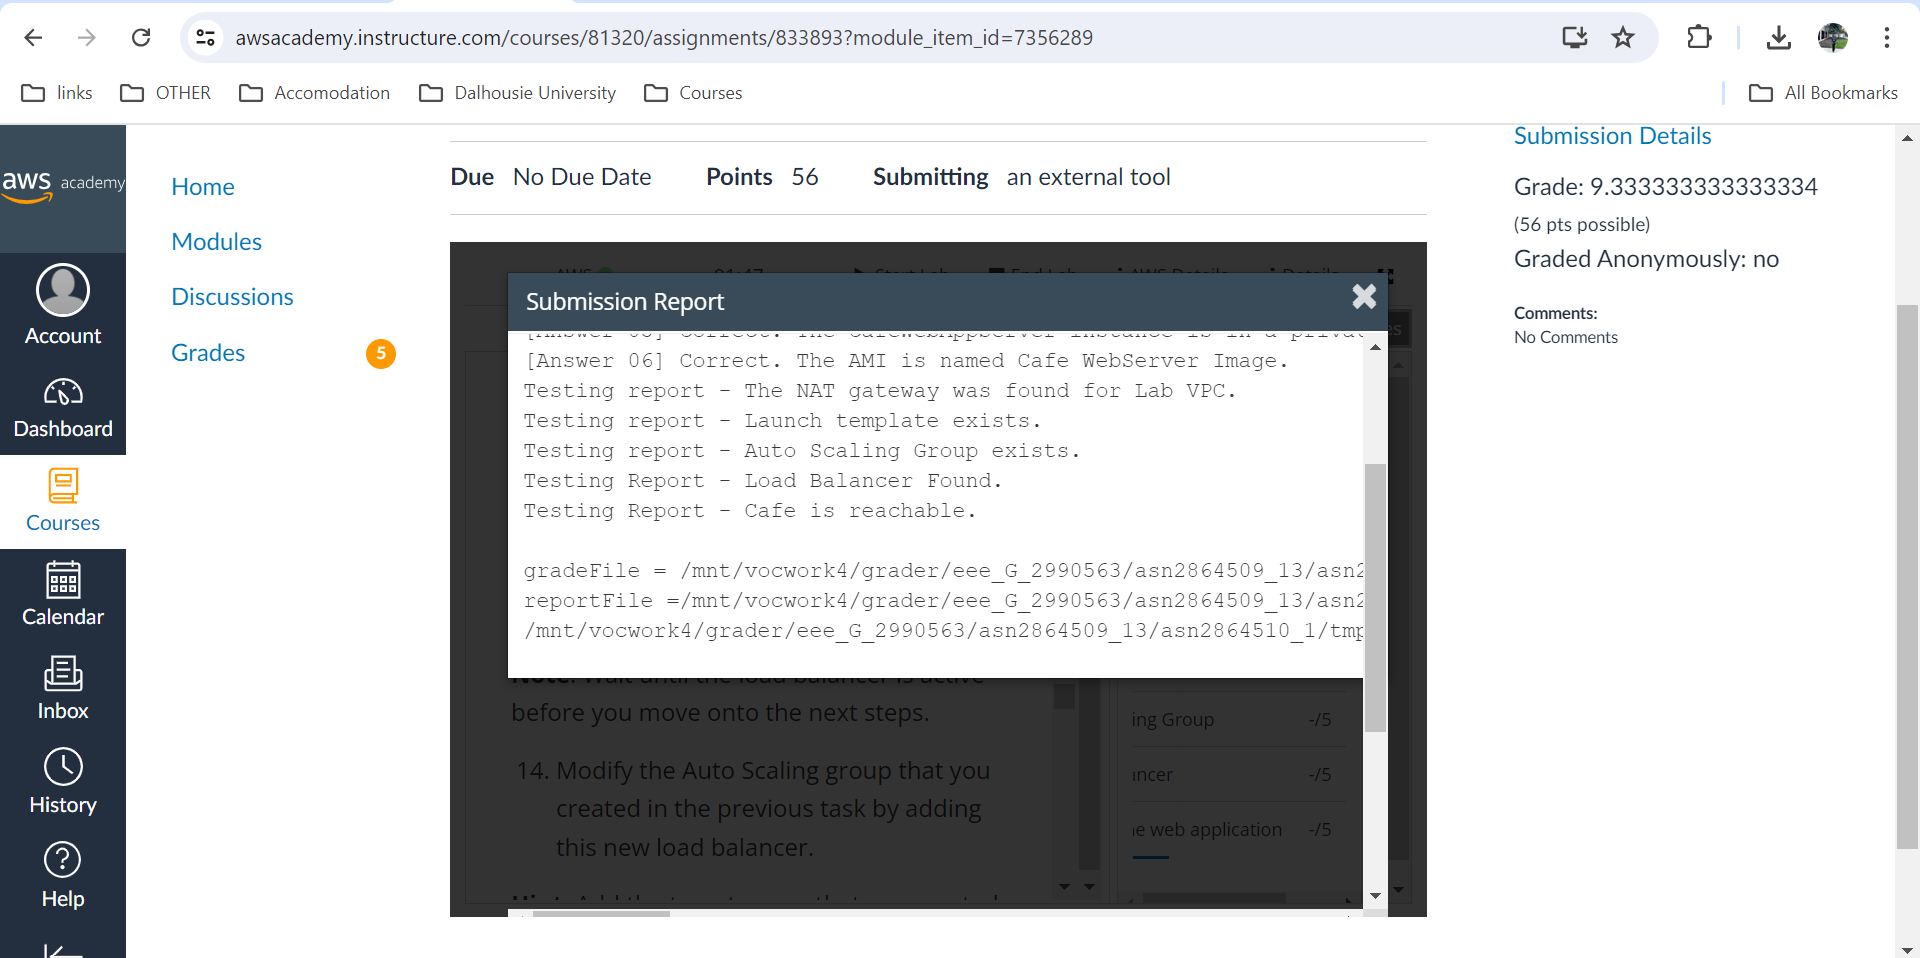 awsacademy.instructure.com/courses/81320/assignments/833893?module_item_id=7356289
links
OTHER
Accomodation
Dalhousie University
Courses
All Bookmarks
aws academy
Account
Dashboard
Courses
Calendar
Inbox
History
Help
Home
Modules
Discussions
Grades 5
Due No Due Date Points 56 Submitting an external tool
Submission Report
[Answer 06] Correct. The AMI is named Cafe WebServer Image.
Testing report - The NAT gateway was found for Lab VPC.
Testing report - Launch template exists.
Testing report - Auto Scaling Group exists.
Testing Report - Load Balancer Found.
Testing Report - Cafe is reachable.
gradeFile = /mnt/vocwork4/grader/eee_G_2990563/asn2864509_13/asn2
reportFile =/mnt/vocwork4/grader/eee_G_2990563/asn2864509_13/asn2
/mnt/vocwork4/grader/eee_G_2990563/asn2864509_13/asn2864510_1/tmp
before you move onto the next steps.
14. Modify the Auto Scaling group that you
created in the previous task by adding
this new load balancer.
ing Group -/5
ancer -/5
ne web application -/5
Submission Details
Grade: 9.333333333333334
(56 pts possible)
Graded Anonymously: no
Comments:
No Comments